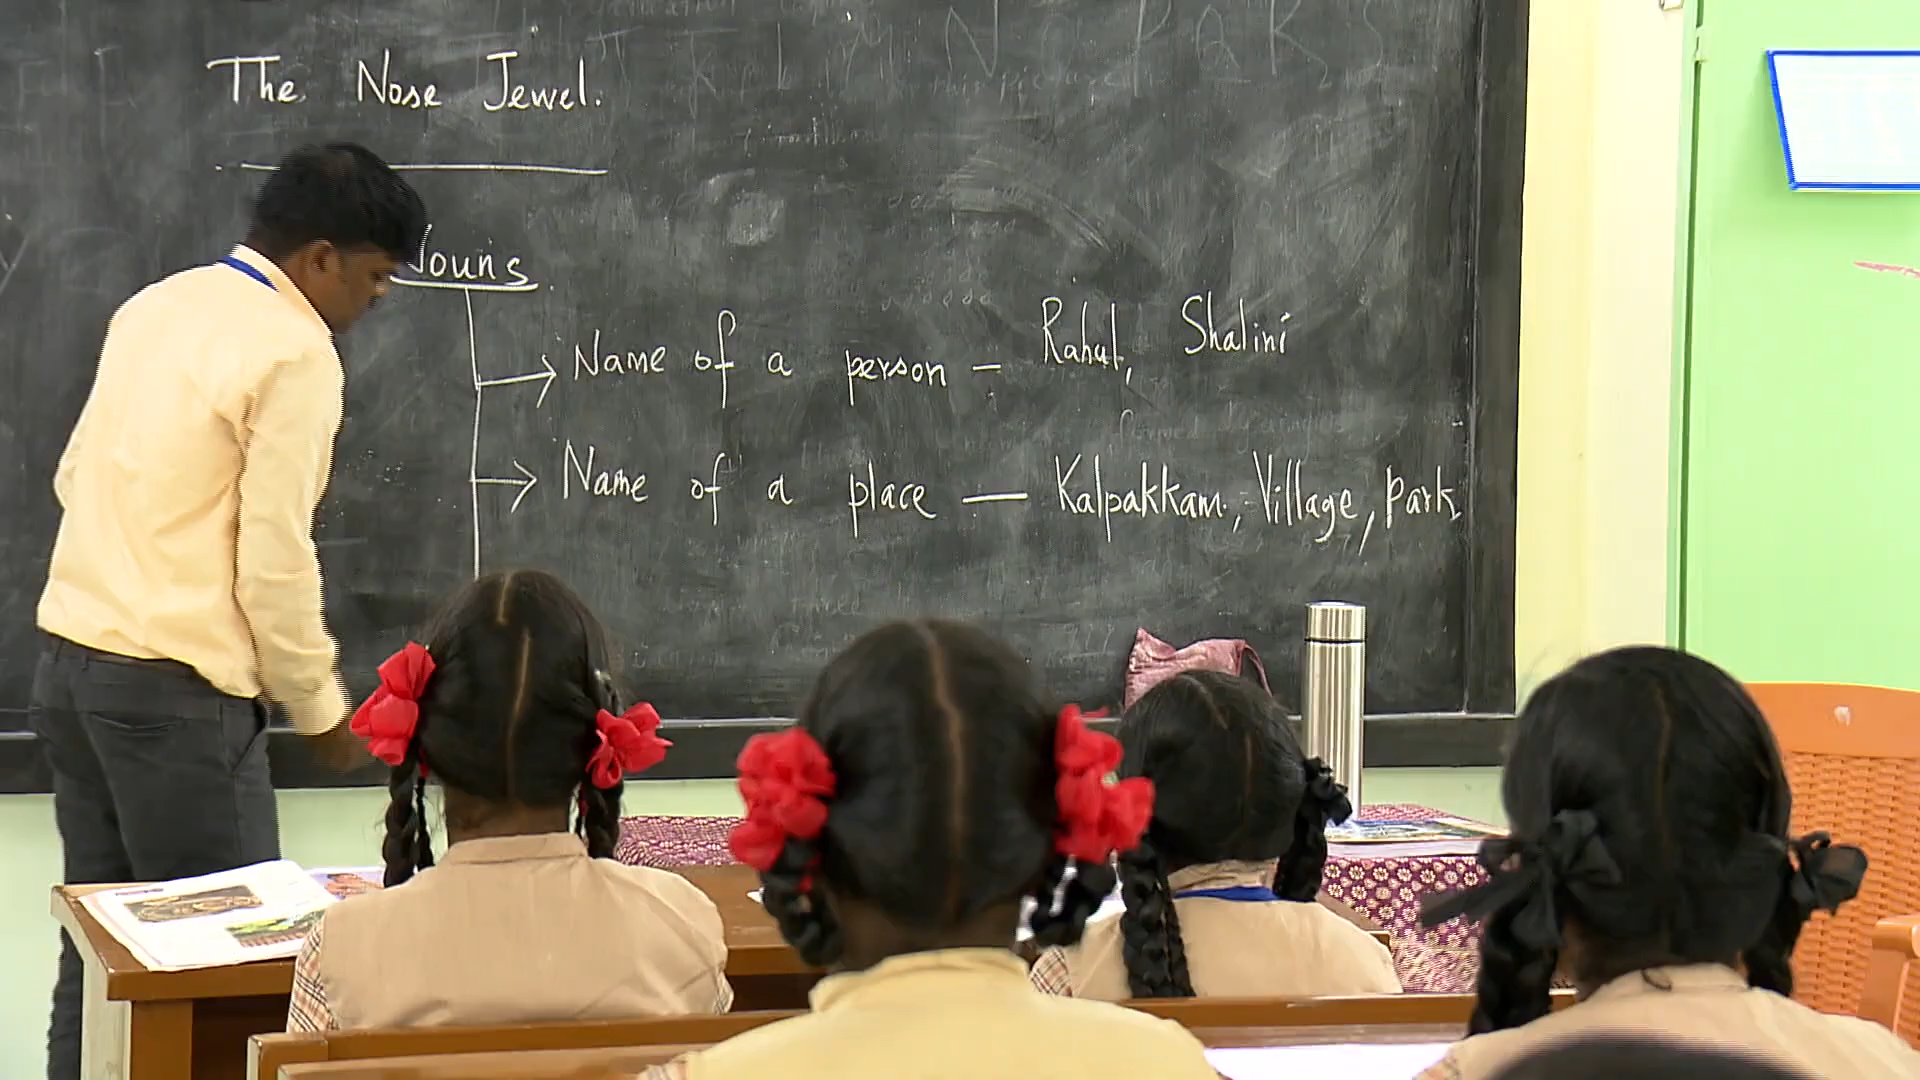 The Nose Jewel.
Nouns
Name of a person - Rahul, Shalini
Name of a place — Kalpakkam, Village, Park